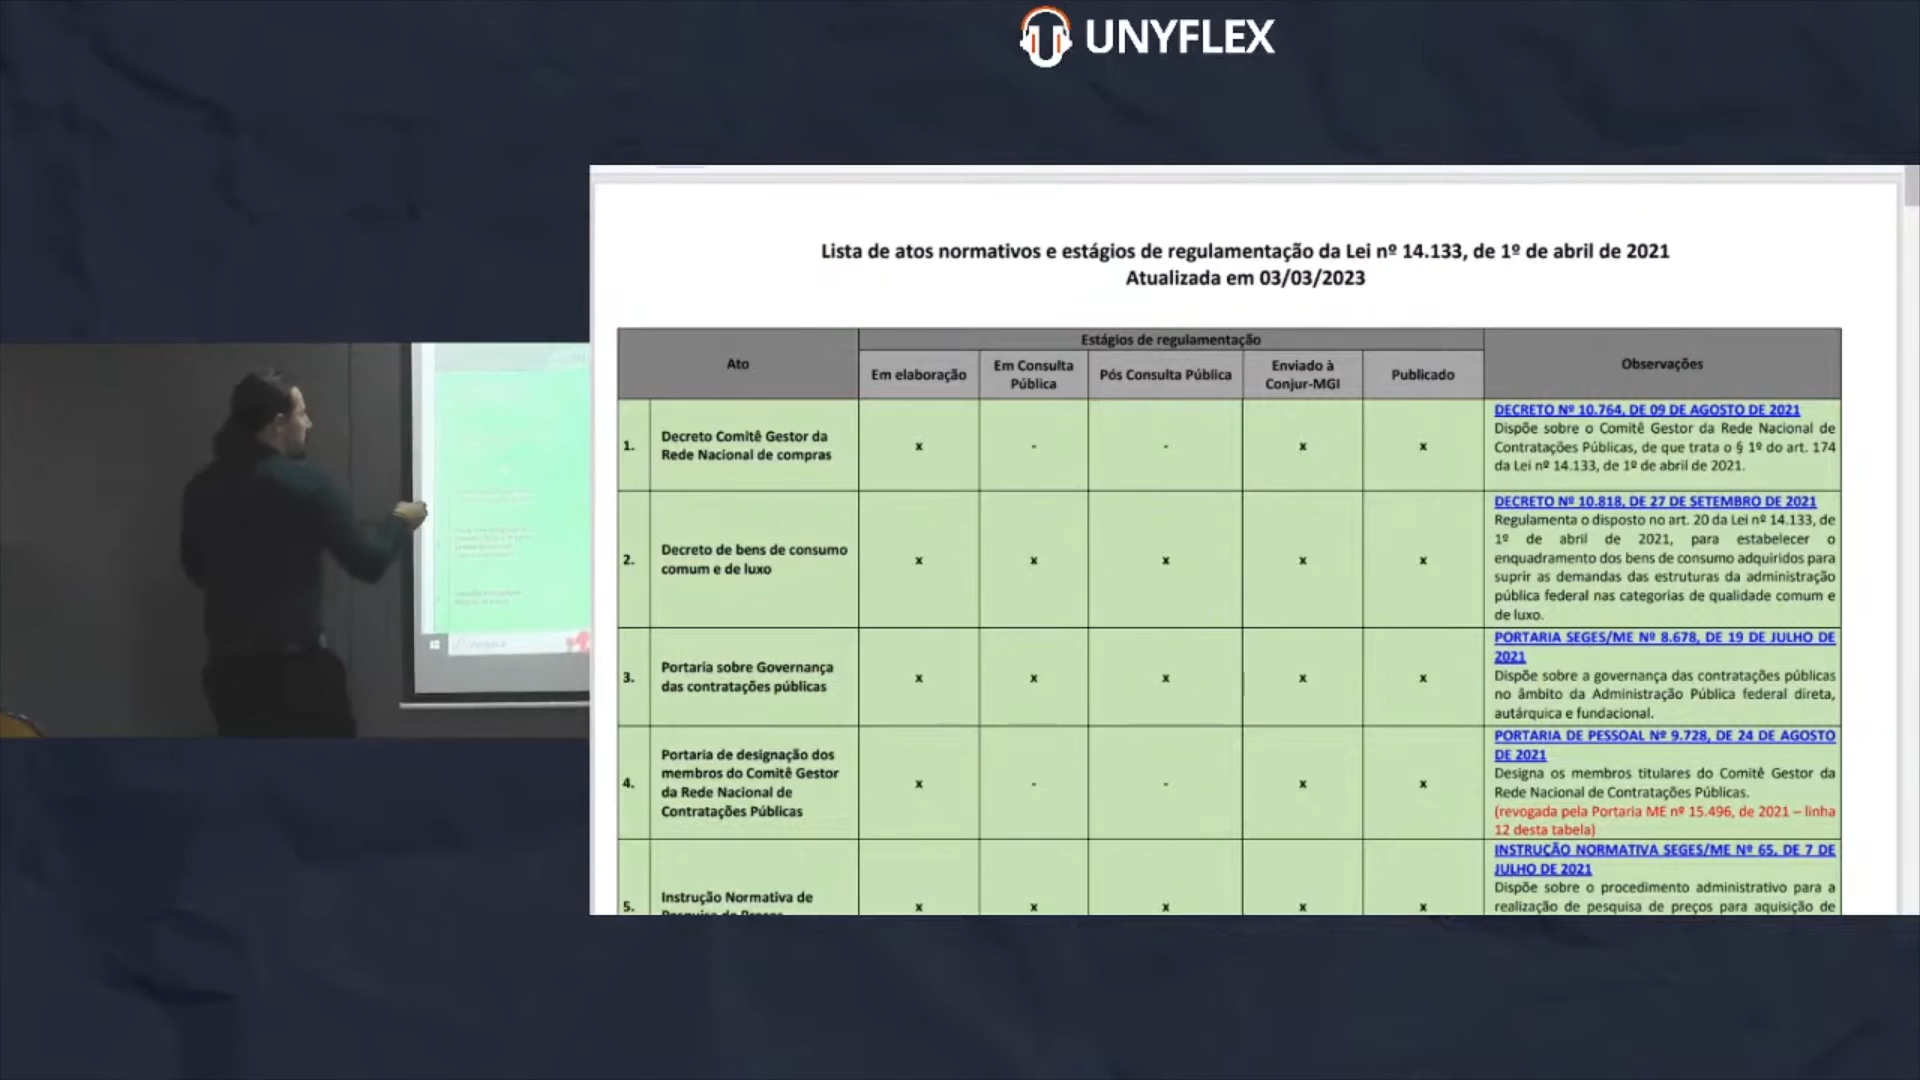 UNYFLEX
Lista de atos normativos e estágios de regulamentação da Lei nº 14.133, de 1º de abril de 2021
Atualizada em 03/03/2023
Ato
Estágios de regulamentação
Observações
Em elaboração
Em Consulta
Pública
Pós Consulta Pública
Enviado à
Conjur-MGI
Publicado
1.
Decreto Comitê Gestor da
Rede Nacional de compras
x
-
-
x
x
DECRETO Nº 10.764, DE 09 DE AGOSTO DE 2021
Dispõe sobre o Comitê Gestor da Rede Nacional de
Contratações Públicas, de que trata o § 1º do art. 174
da Lei nº 14.133, de 1º de abril de 2021.
2.
Decreto de bens de consumo
comum e de luxo
x
x
x
x
x
DECRETO Nº 10.818, DE 27 DE SETEMBRO DE 2021
Regulamenta o disposto no art. 20 da Lei nº 14.133, de
1º de abril de 2021, para estabelecer o
enquadramento dos bens de consumo adquiridos para
suprir as demandas das estruturas da administração
pública federal nas categorias de qualidade comum e
de luxo.
3.
Portaria sobre Governança
das contratações públicas
x
x
x
x
x
PORTARIA SEGES/ME Nº 8.678, DE 19 DE JULHO DE
2021
Dispõe sobre a governança das contratações públicas
no âmbito da Administração Pública federal direta,
autárquica e fundacional.
4.
Portaria de designação dos
membros do Comitê Gestor
da Rede Nacional de
Contratações Públicas
x
-
-
x
x
PORTARIA DE PESSOAL Nº 9.728, DE 24 DE AGOSTO
DE 2021
Designa os membros titulares do Comitê Gestor da
Rede Nacional de Contratações Públicas.
(revogada pela Portaria ME nº 15.496, de 2021 – linha
12 desta tabela)
5.
Instrução Normativa de
Pesquisa de Preços
x
x
x
x
x
INSTRUÇÃO NORMATIVA SEGES/ME Nº 65, DE 7 DE
JULHO DE 2021
Dispõe sobre o procedimento administrativo para a
realização de pesquisa de preços para aquisição de